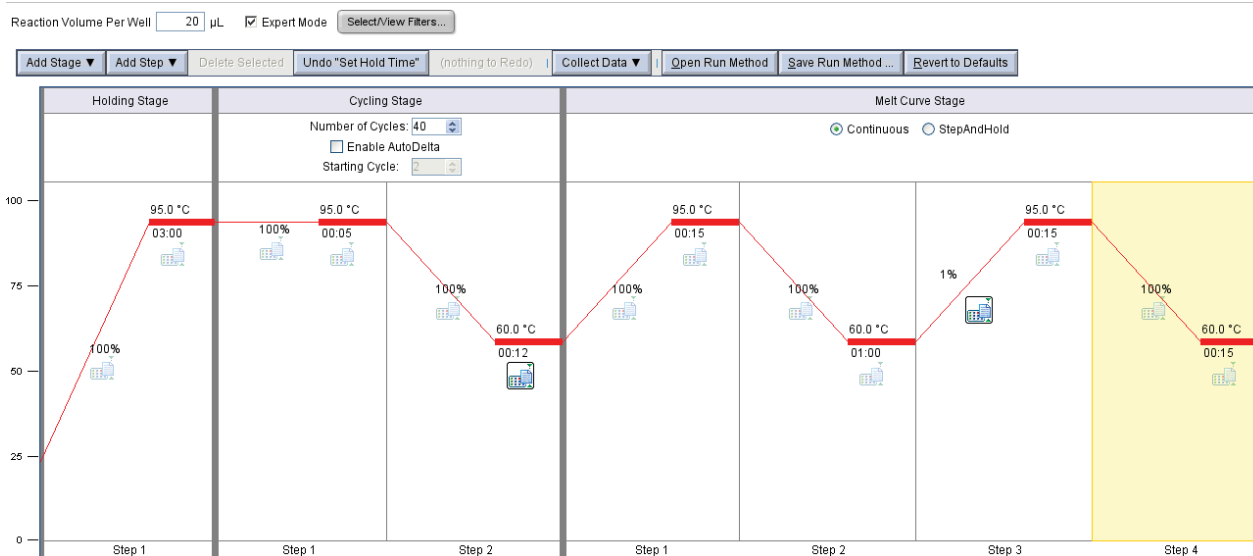 Reaction Volume Per Well 20 µL Expert Mode Select/View Filters...
Add Stage ▼ Add Step ▼ Delete Selected Undo "Set Hold Time" (nothing to Redo) | Collect Data ▼ | Open Run Method Save Run Method ... Revert to Defaults
Holding Stage Cycling Stage Melt Curve Stage
Number of Cycles: 40
Continuous StepAndHold
Enable AutoDelta
Starting Cycle: 2
100
95.0 °C 95.0 °C 95.0 °C 95.0 °C
03:00 100% 00:05 00:15 00:15
1%
75
100% 100% 100% 100%
60.0 °C 60.0 °C 60.0 °C
100% 00:12 01:00 00:15
50
25
0
Step 1 Step 1 Step 2 Step 1 Step 2 Step 3 Step 4